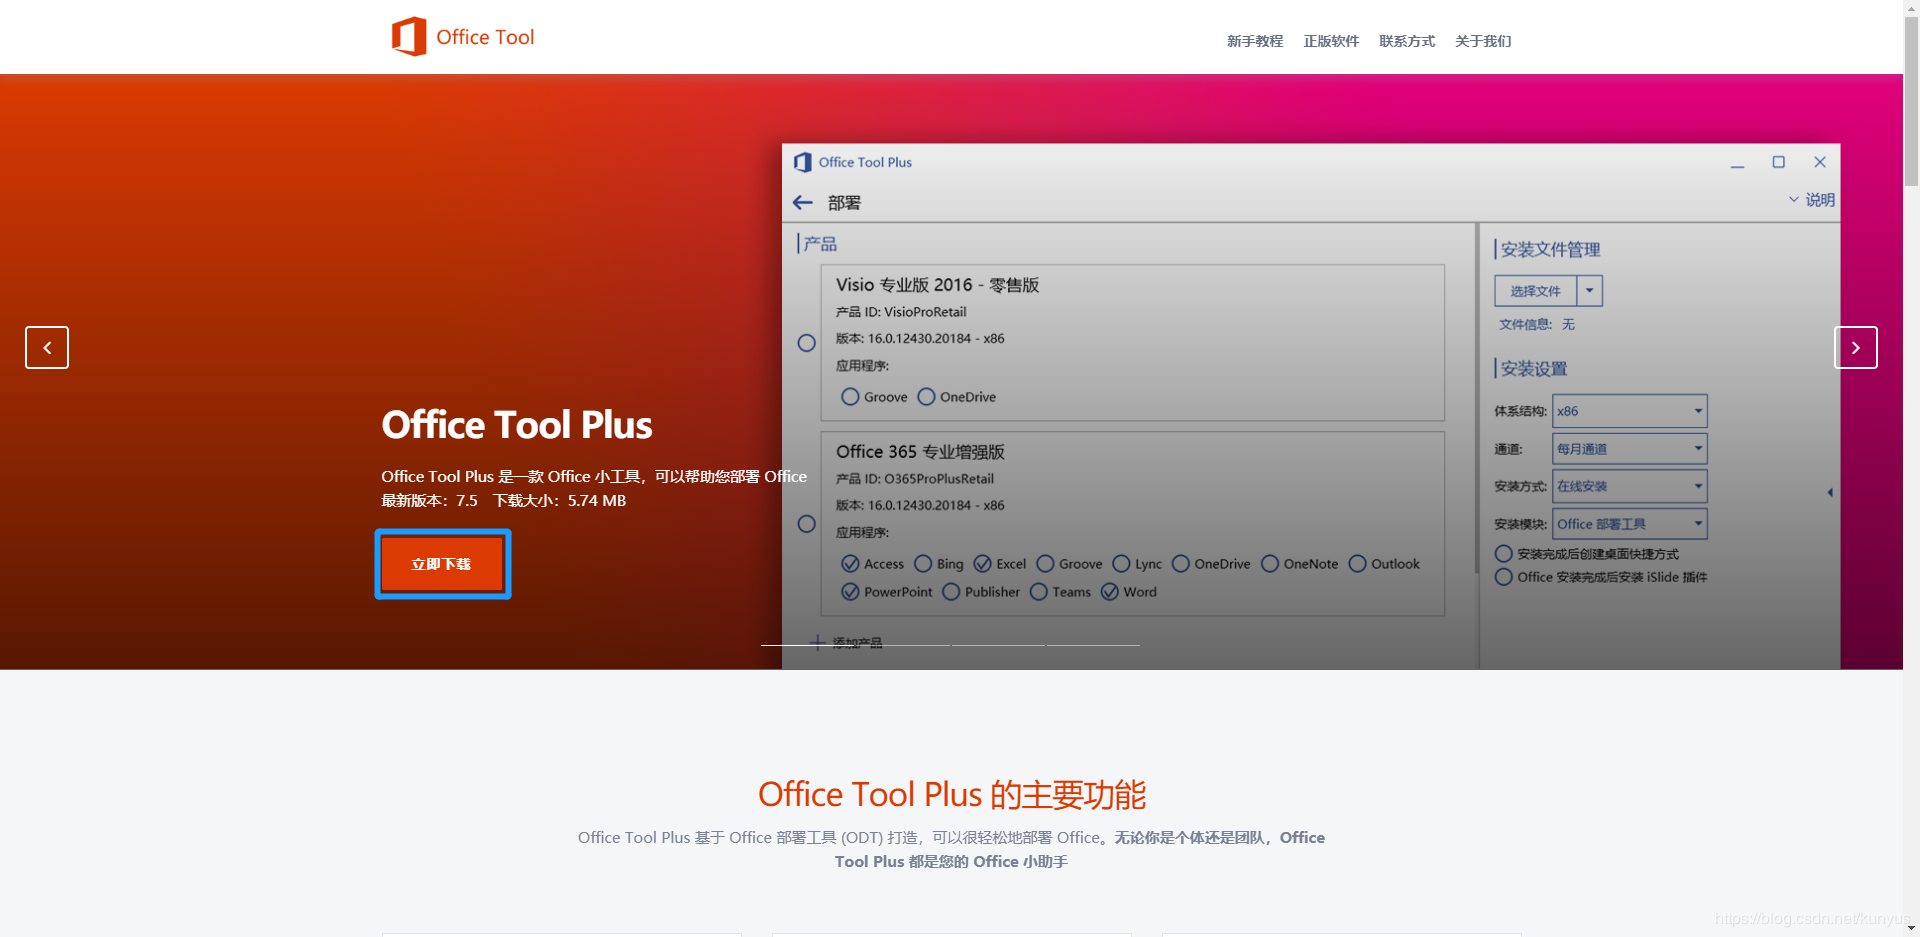 Office Tool
新手教程 正版软件 联系方式 关于我们
Office Tool Plus
部署
说明
产品
Visio 专业版 2016 - 零售版
产品 ID: VisioProRetail
版本: 16.0.12430.20184 - x86
应用程序:
Groove OneDrive
Office 365 专业增强版
产品 ID: O365ProPlusRetail
版本: 16.0.12430.20184 - x86
应用程序:
Access Bing Excel Groove Lync OneDrive OneNote Outlook
PowerPoint Publisher Teams Word
添加产品
安装文件管理
选择文件
文件信息: 无
安装设置
体系结构: x86
通道: 每月通道
安装方式: 在线安装
安装模块: Office 部署工具
安装完成后创建桌面快捷方式
Office 安装完成后安装 iSlide 插件
Office Tool Plus
Office Tool Plus 是一款 Office 小工具，可以帮助您部署 Office
最新版本：7.5 下载大小：5.74 MB
立即下载
Office Tool Plus 的主要功能
Office Tool Plus 基于 Office 部署工具 (ODT) 打造，可以很轻松地部署 Office。无论你是个体还是团队，Office
Tool Plus 都是您的 Office 小助手
https://blog.csdn.net/kunyus